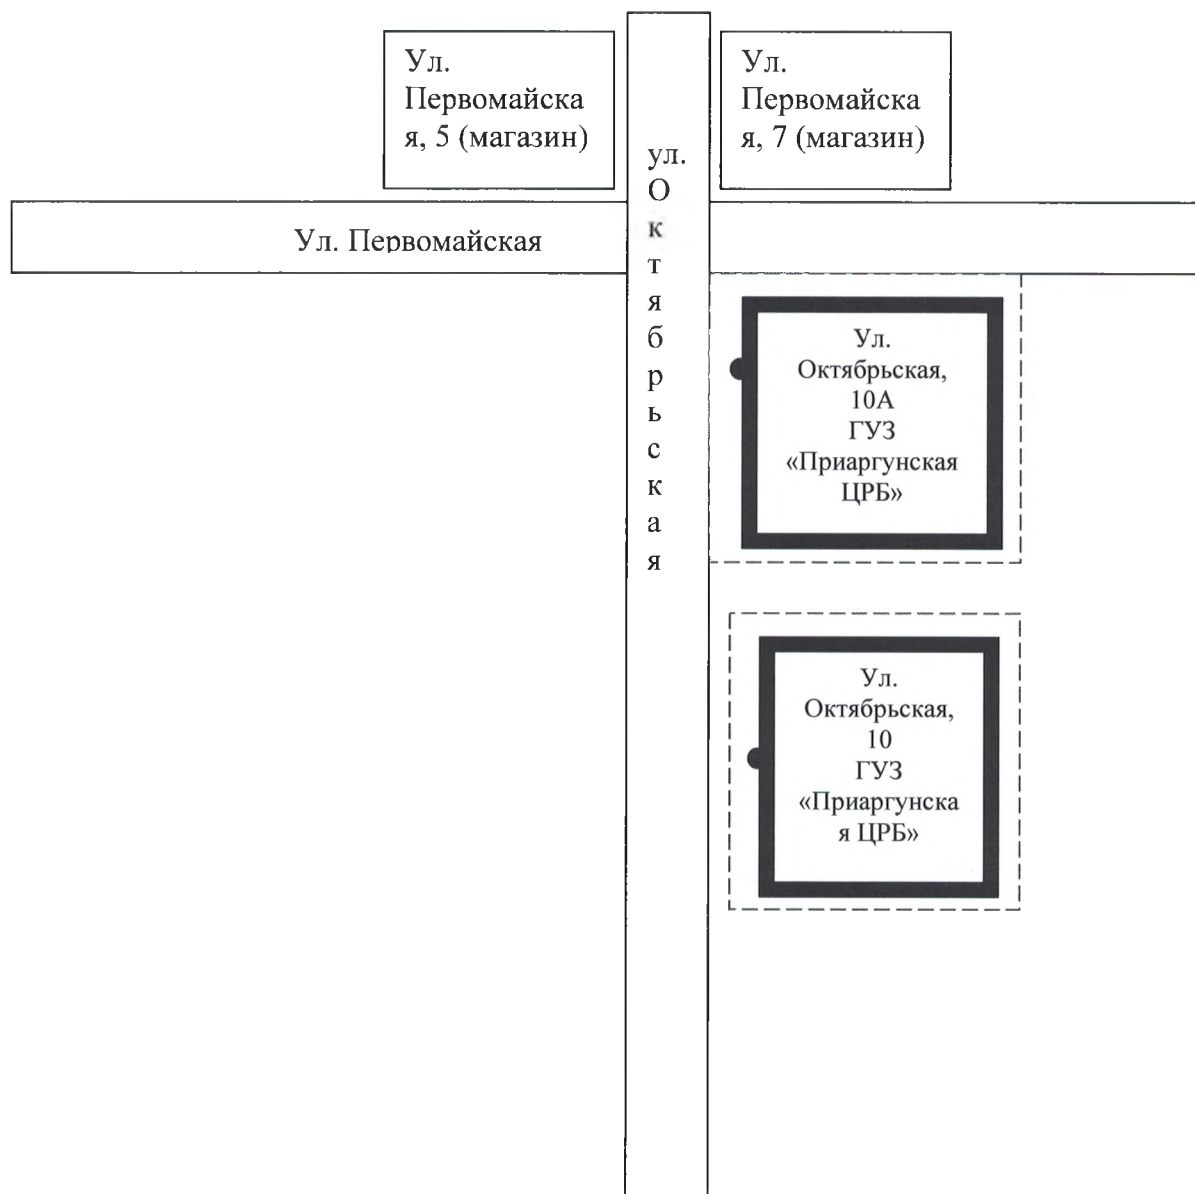 Ул.
Первомайска
я, 5 (магазин)
Ул.
Первомайска
я, 7 (магазин)
ул.
О
к
т
я
б
р
ь
с
к
а
я
Ул. Первомайская
Ул.
Октябрьская,
10А
ГУЗ
«Приаргунская
ЦРБ»
Ул.
Октябрьская,
10
ГУЗ
«Приаргунска
я ЦРБ»